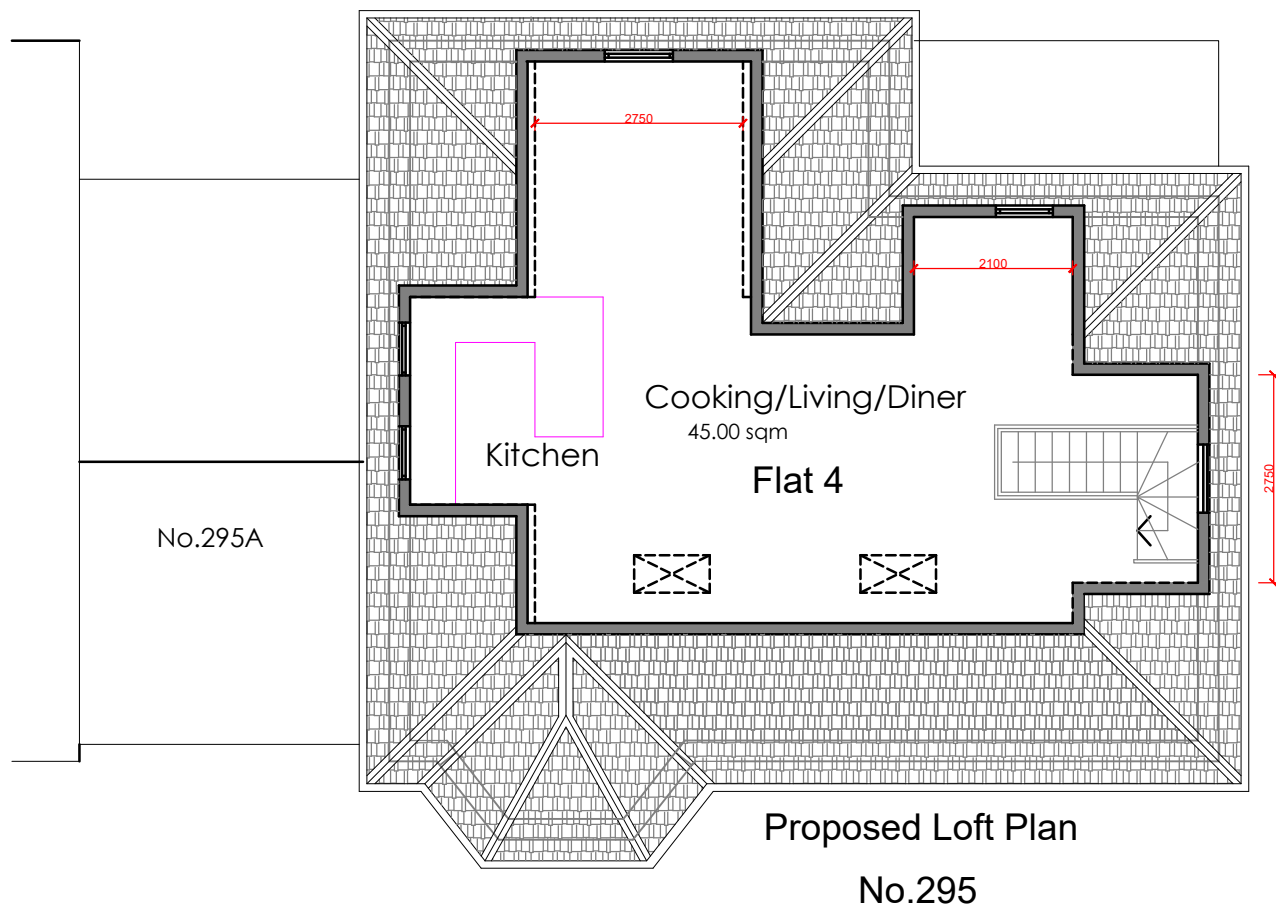 2750
2100
Cooking/Living/Diner
45.00 sqm
Kitchen
Flat 4
2750
No.295A
Proposed Loft Plan
No.295